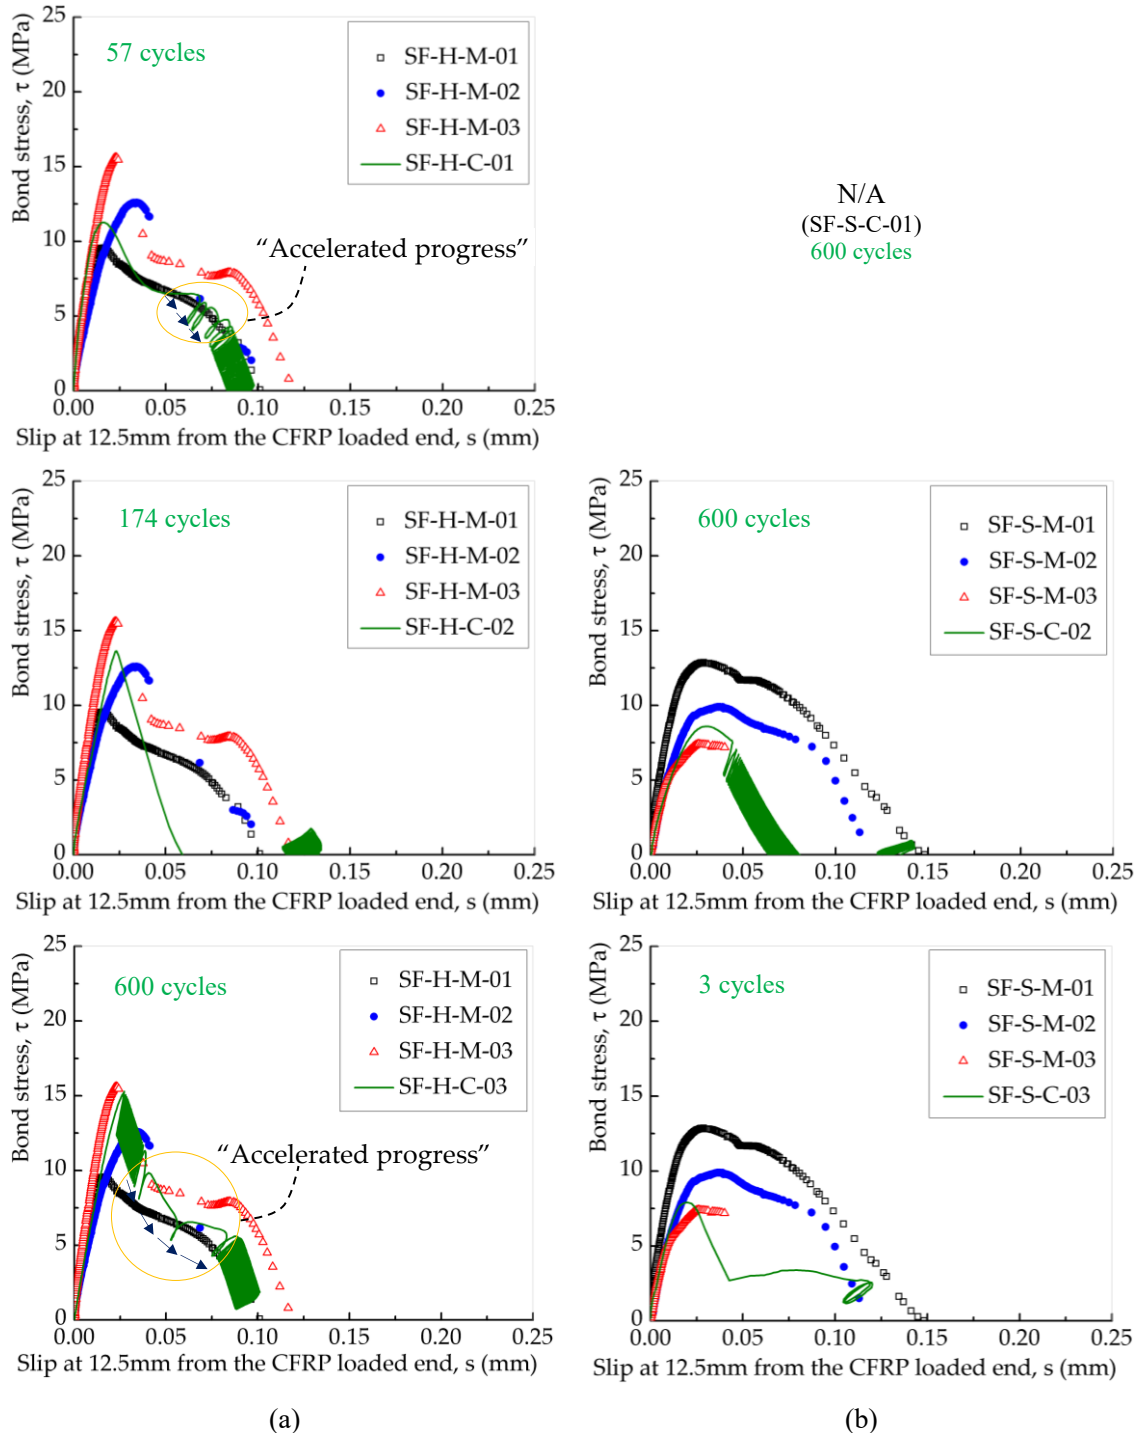 25
20
15
10
5
0
Bond stress, τ (MPa)
57 cycles
SF-H-M-01
SF-H-M-02
SF-H-M-03
SF-H-C-01
“Accelerated progress”
0.00 0.05 0.10 0.15 0.20 0.25
Slip at 12.5mm from the CFRP loaded end, s (mm)
N/A
(SF-S-C-01)
600 cycles
25
20
15
10
5
0
Bond stress, τ (MPa)
174 cycles
SF-H-M-01
SF-H-M-02
SF-H-M-03
SF-H-C-02
0.00 0.05 0.10 0.15 0.20 0.25
Slip at 12.5mm from the CFRP loaded end, s (mm)
25
20
15
10
5
0
Bond stress, τ (MPa)
600 cycles
SF-S-M-01
SF-S-M-02
SF-S-M-03
SF-S-C-02
0.00 0.05 0.10 0.15 0.20 0.25
Slip at 12.5mm from the CFRP loaded end, s (mm)
25
20
15
10
5
0
Bond stress, τ (MPa)
600 cycles
SF-H-M-01
SF-H-M-02
SF-H-M-03
SF-H-C-03
“Accelerated progress”
0.00 0.05 0.10 0.15 0.20 0.25
Slip at 12.5mm from the CFRP loaded end, s (mm)
25
20
15
10
5
0
Bond stress, τ (MPa)
3 cycles
SF-S-M-01
SF-S-M-02
SF-S-M-03
SF-S-C-03
0.00 0.05 0.10 0.15 0.20 0.25
Slip at 12.5mm from the CFRP loaded end, s (mm)
(a)
(b)